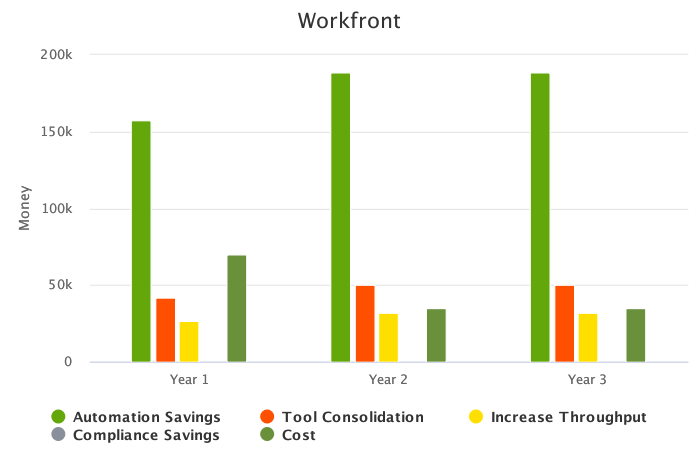 Workfront
200k
150k
100k
50k
0
Money
Year 1 Year 2 Year 3
Automation Savings Tool Consolidation Increase Throughput
Compliance Savings Cost